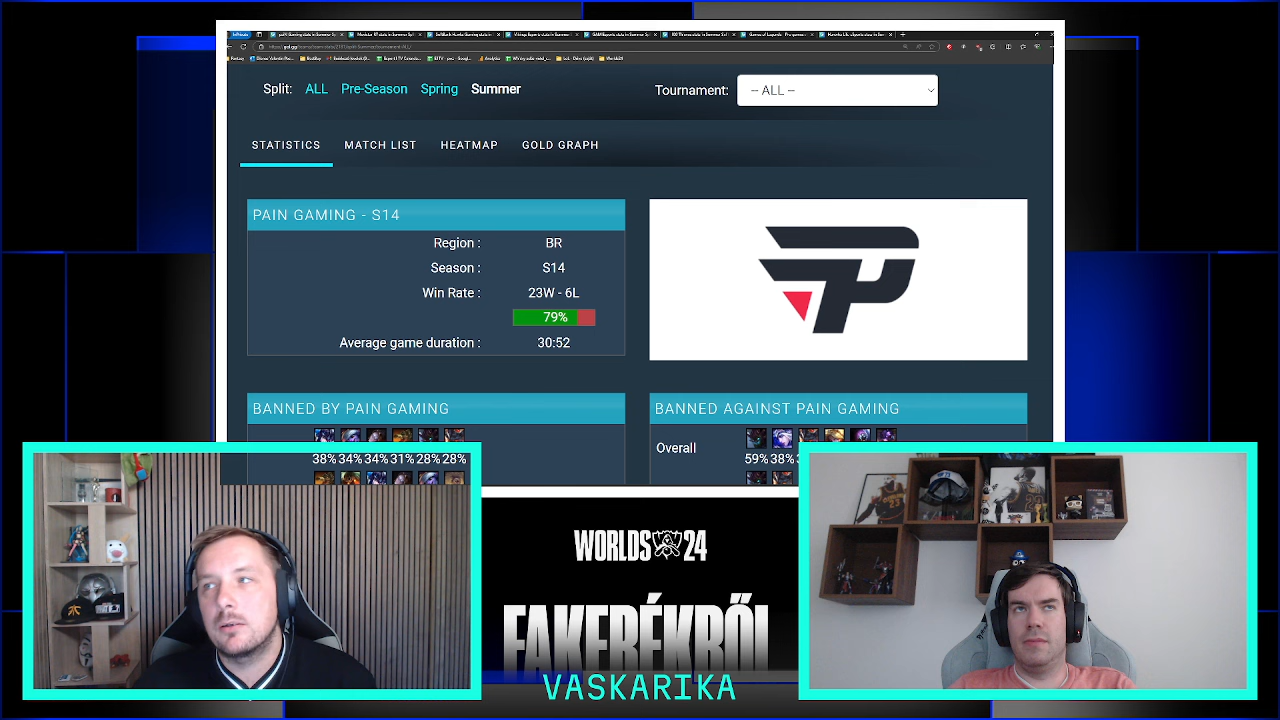 Split: ALL Pre-Season Spring Summer Tournament: -- ALL --
STATISTICS MATCH LIST HEATMAP GOLD GRAPH
PAIN GAMING - S14
Region : BR
Season : S14
Win Rate : 23W - 6L
79%
Average game duration : 30:52
BANNED BY PAIN GAMING
38% 34% 34% 31% 28% 28%
BANNED AGAINST PAIN GAMING
Overall
59% 38%
WORLDS 24
FAKERÉKRŐL
VASKARIKA